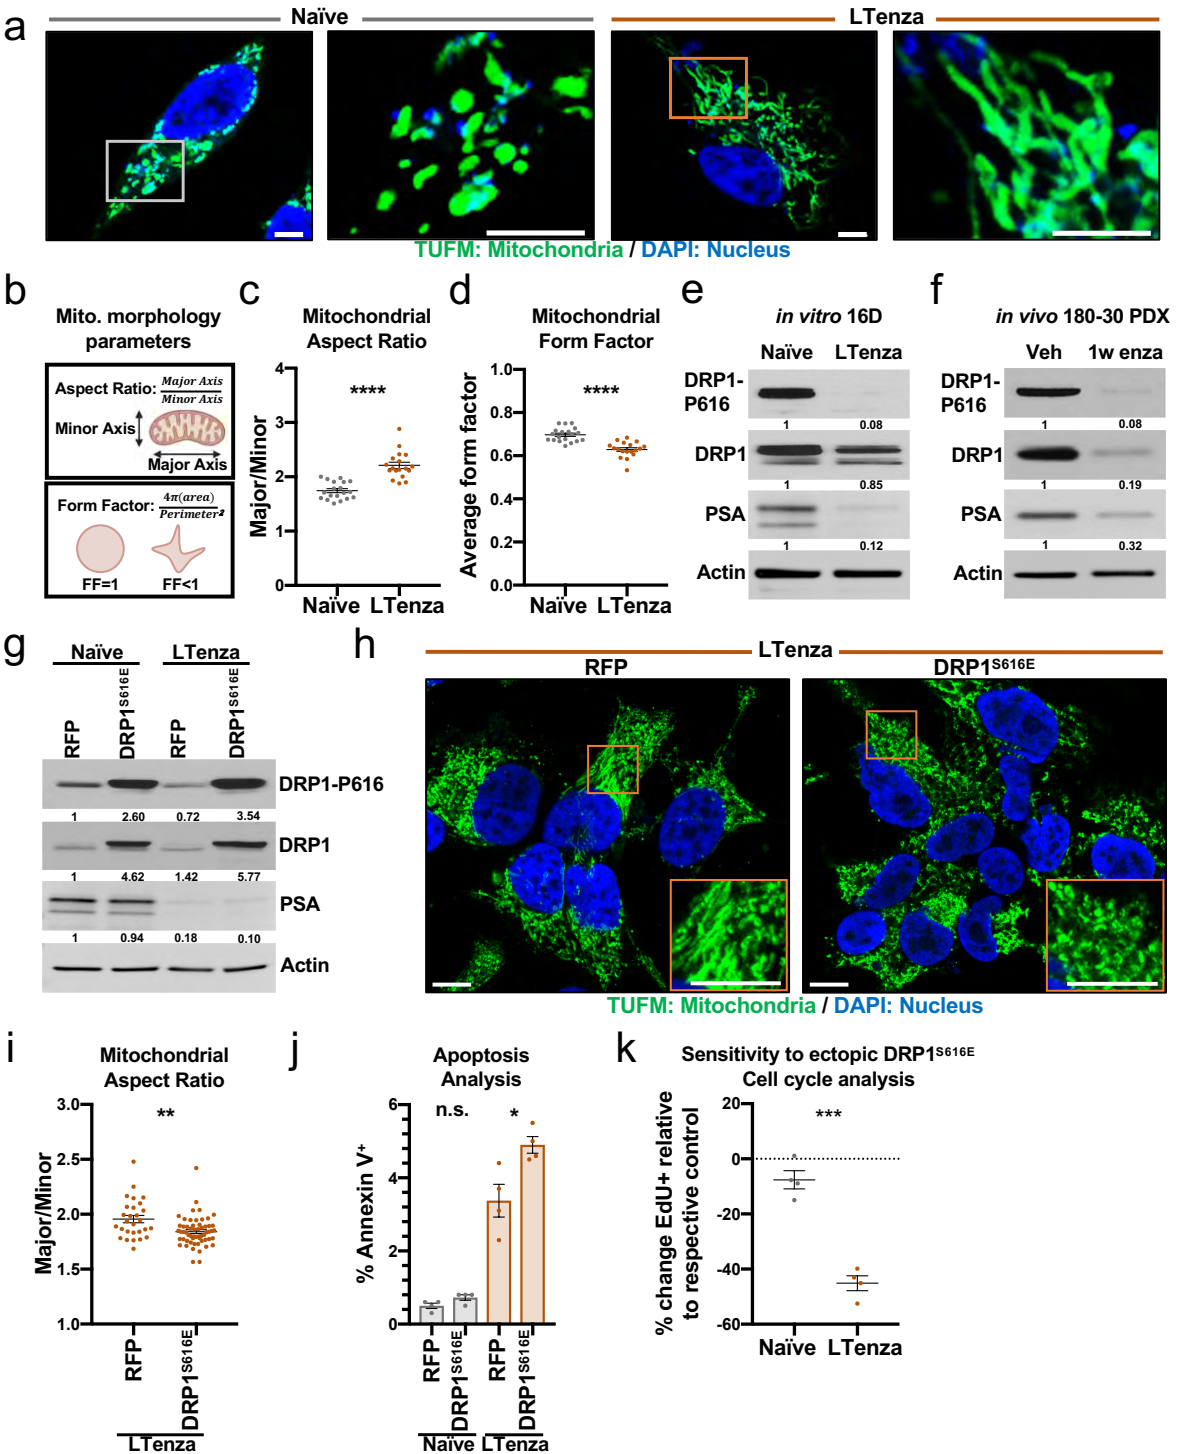 a
Naïve
LTenza
TUFM: Mitochondria / DAPI: Nucleus
b
Mito. morphology
parameters
Aspect Ratio: Major Axis
Minor Axis
Minor Axis
Major Axis
Form Factor: 4π(area)
Perimeter²
FF=1 FF<1
c
Mitochondrial
Aspect Ratio
Major/Minor
4
3
2
1
0
****
Naïve LTenza
d
Mitochondrial
Form Factor
Average form factor
1.0
0.8
0.6
0.4
0.2
0.0
****
Naïve LTenza
e
in vitro 16D
Naïve LTenza
DRP1-
P616
1 0.08
DRP1
1 0.85
PSA
1 0.12
Actin
f
in vivo 180-30 PDX
Veh 1w enza
DRP1-
P616
1 0.08
DRP1
1 0.19
PSA
1 0.32
Actin
g
Naïve LTenza
RFP DRP1S616E RFP DRP1S616E
DRP1-P616
1 2.60 0.72 3.54
DRP1
1 4.62 1.42 5.77
PSA
1 0.94 0.18 0.10
Actin
h
LTenza
RFP DRP1S616E
TUFM: Mitochondria / DAPI: Nucleus
i
Mitochondrial
Aspect Ratio
Major/Minor
3.0
2.5
2.0
1.5
1.0
**
RFP DRP1S616E
LTenza
j
Apoptosis
Analysis
% Annexin V+
6
4
2
0
n.s. *
RFP DRP1S616E RFP DRP1S616E
Naïve LTenza
k
Sensitivity to ectopic DRP1S616E
Cell cycle analysis
% change EdU+ relative
to respective control
20
0
-20
-40
-60
***
Naïve LTenza